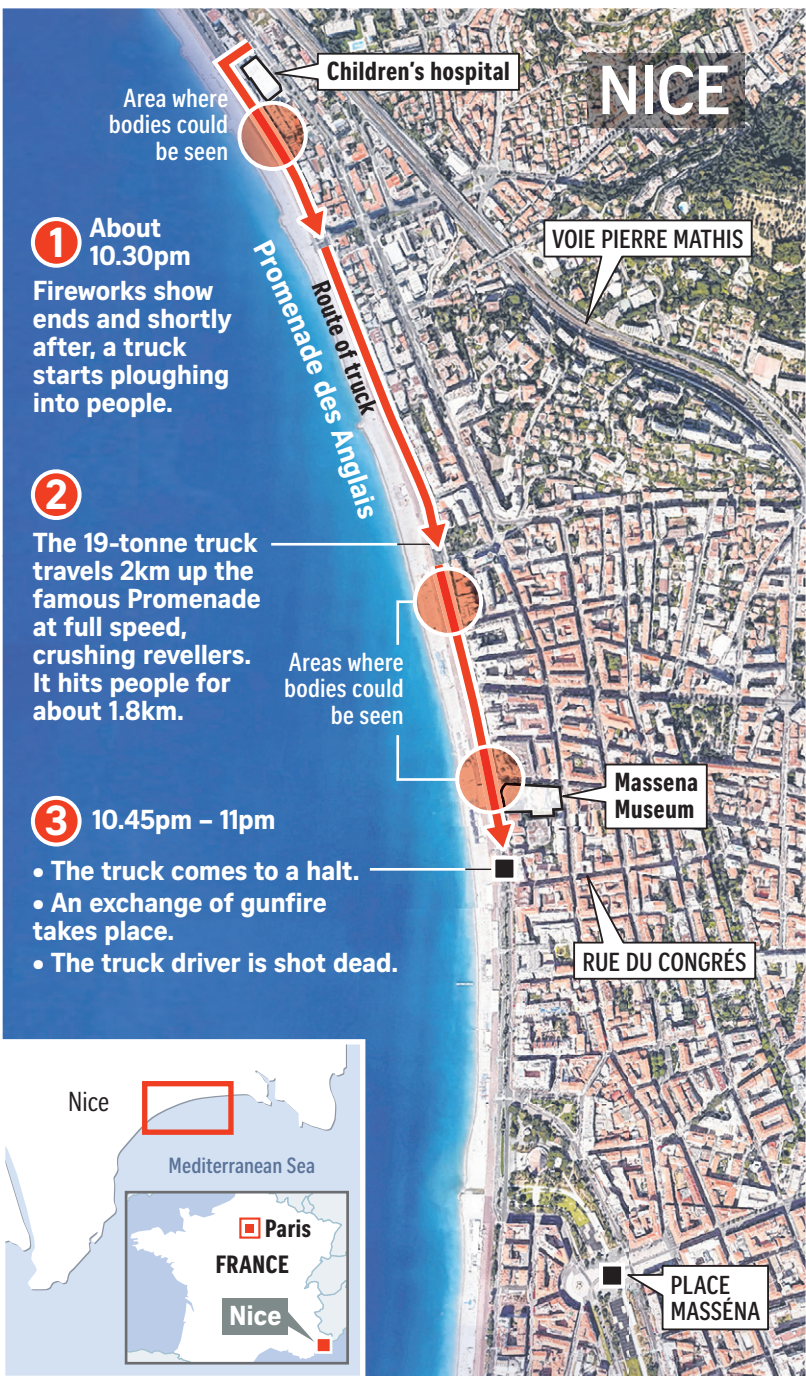 NICE
Children's hospital
Area where
bodies could
be seen
1
About
10.30pm
Fireworks show
ends and shortly
after, a truck
starts ploughing
into people.
VOIE PIERRE MATHIS
Promenade des Anglais
Route of truck
2
The 19-tonne truck
travels 2km up the
famous Promenade
at full speed,
crushing revellers.
It hits people for
about 1.8km.
Areas where
bodies could
be seen
Massena
Museum
3
10.45pm – 11pm
• The truck comes to a halt.
• An exchange of gunfire
takes place.
• The truck driver is shot dead.
RUE DU CONGRÉS
Nice
Mediterranean Sea
Paris
FRANCE
Nice
PLACE
MASSÉNA